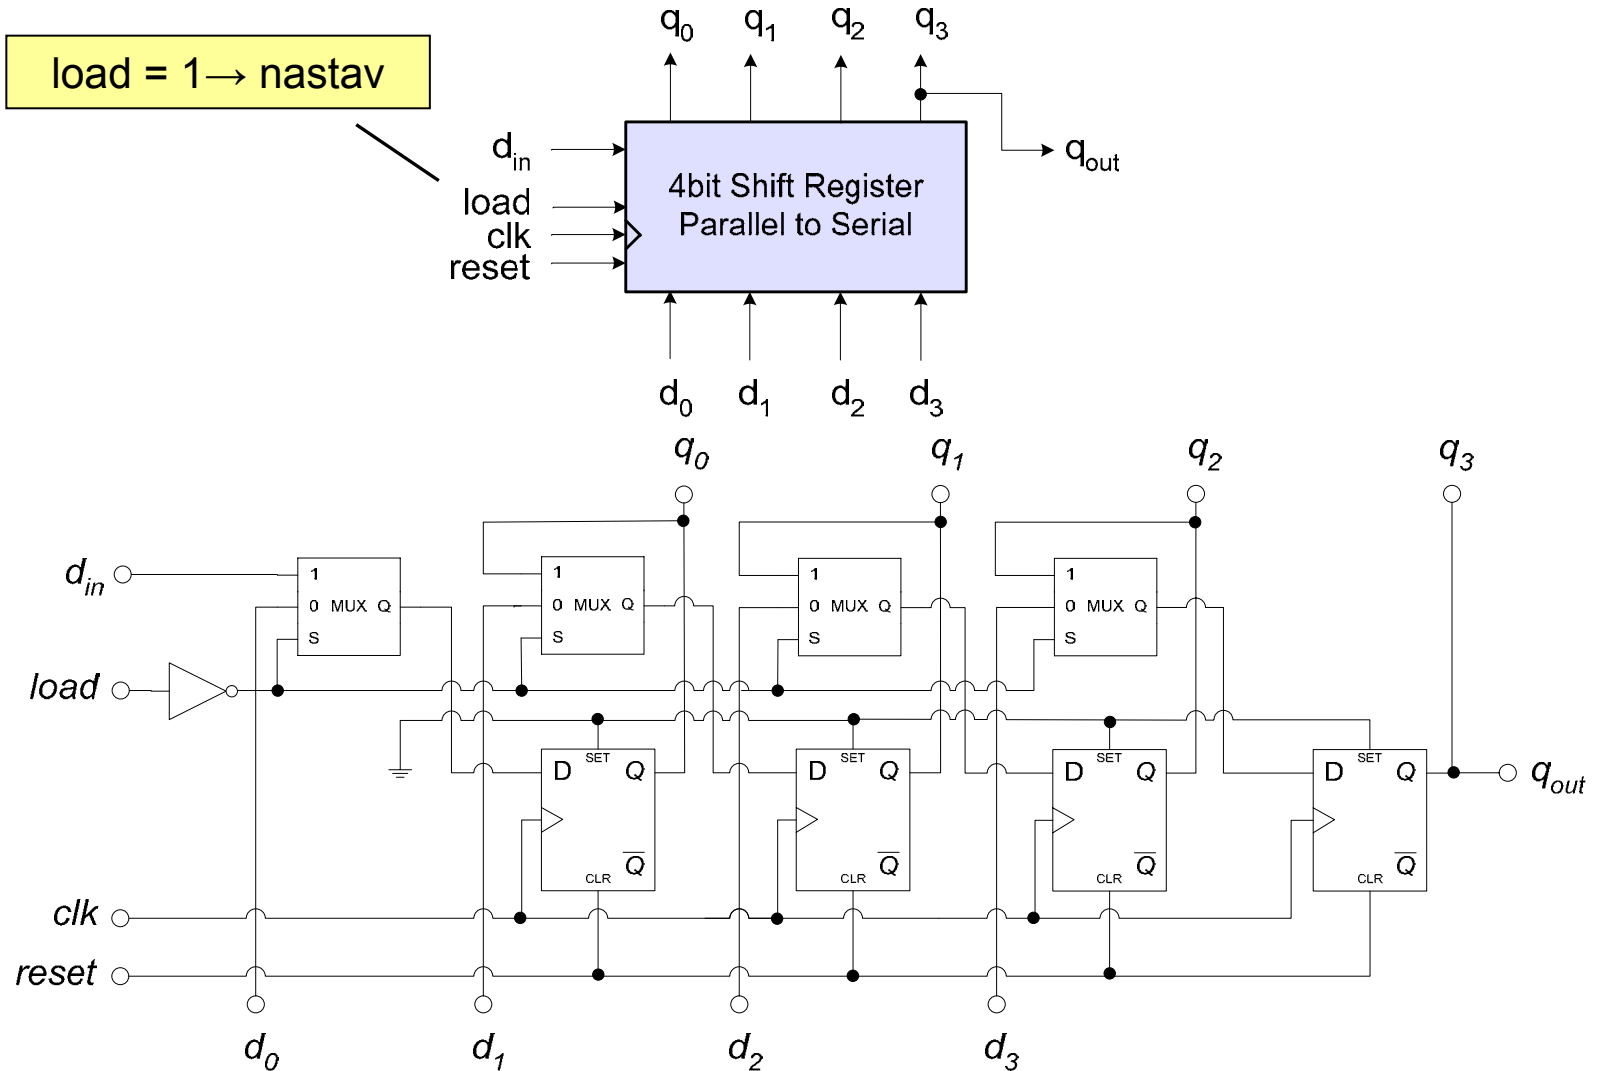 q0 q1 q2 q3
load = 1→ nastav
din
qout
4bit Shift Register
Parallel to Serial
load
clk
reset
d0 d1 d2 d3
q0 q1 q2 q3
din
1 1 1 1
0 MUX Q 0 MUX Q 0 MUX Q 0 MUX Q
S S S S
load
SET SET SET SET
D Q D Q D Q D Q
qout
Q̅ Q̅ Q̅ Q̅
CLR CLR CLR CLR
clk
reset
d0 d1 d2 d3